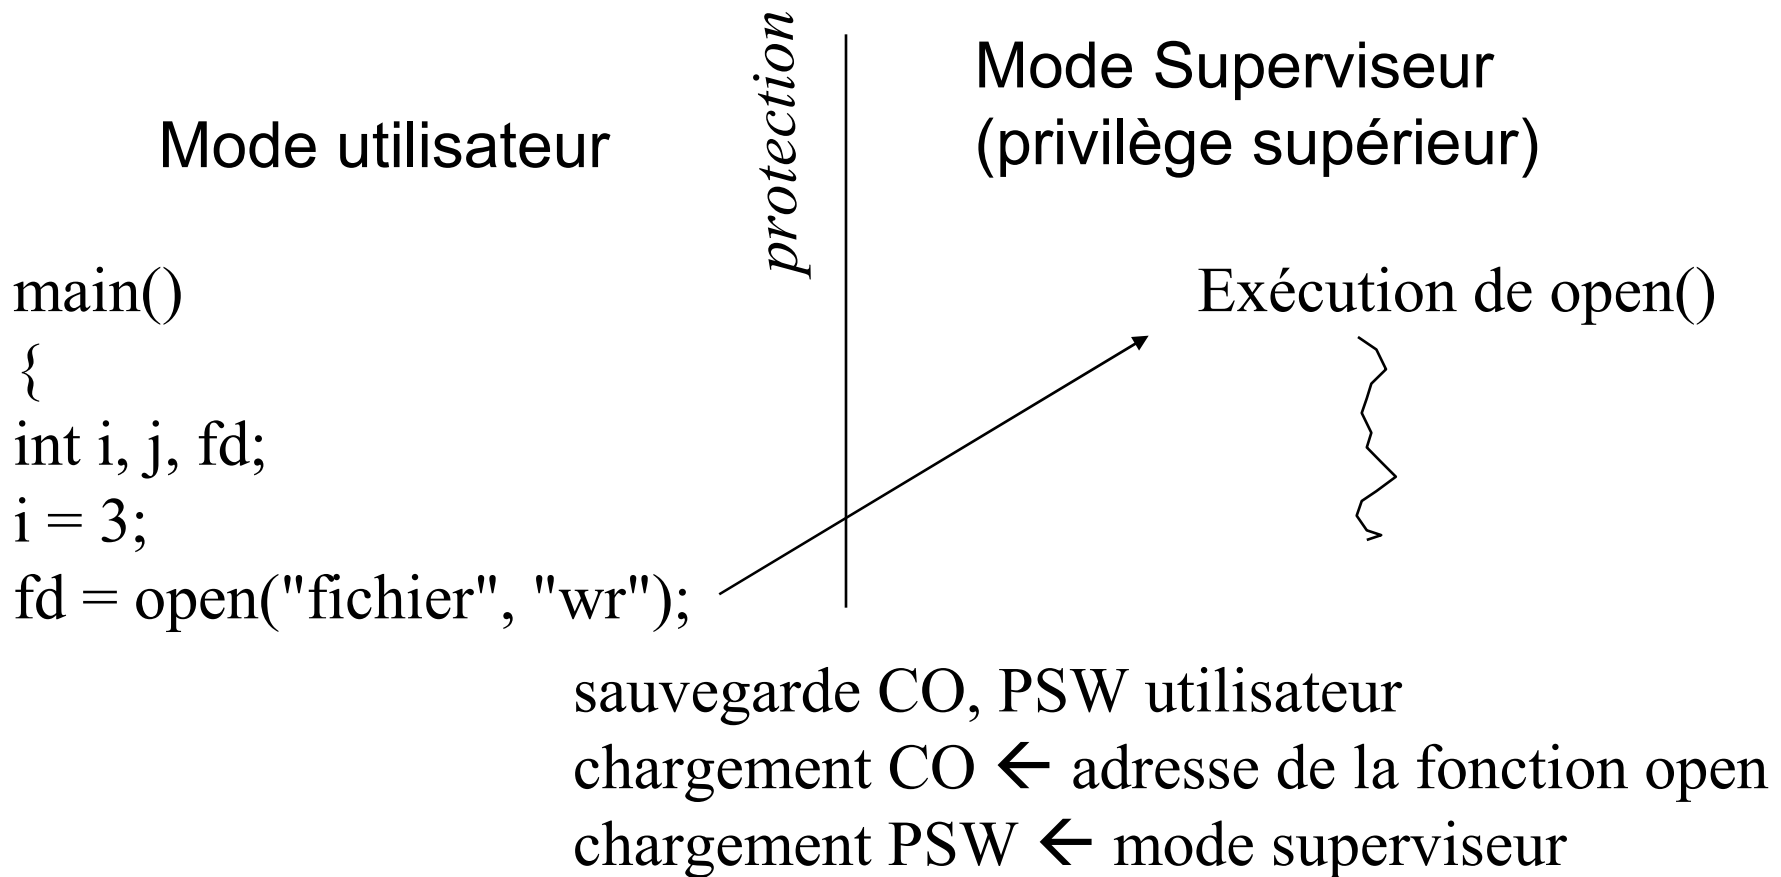 Mode utilisateur
protection
Mode Superviseur
(privilège supérieur)
main()
{
int i, j, fd;
i = 3;
fd = open("fichier", "wr");
Exécution de open()
sauvegarde CO, PSW utilisateur
chargement CO ← adresse de la fonction open
chargement PSW ← mode superviseur